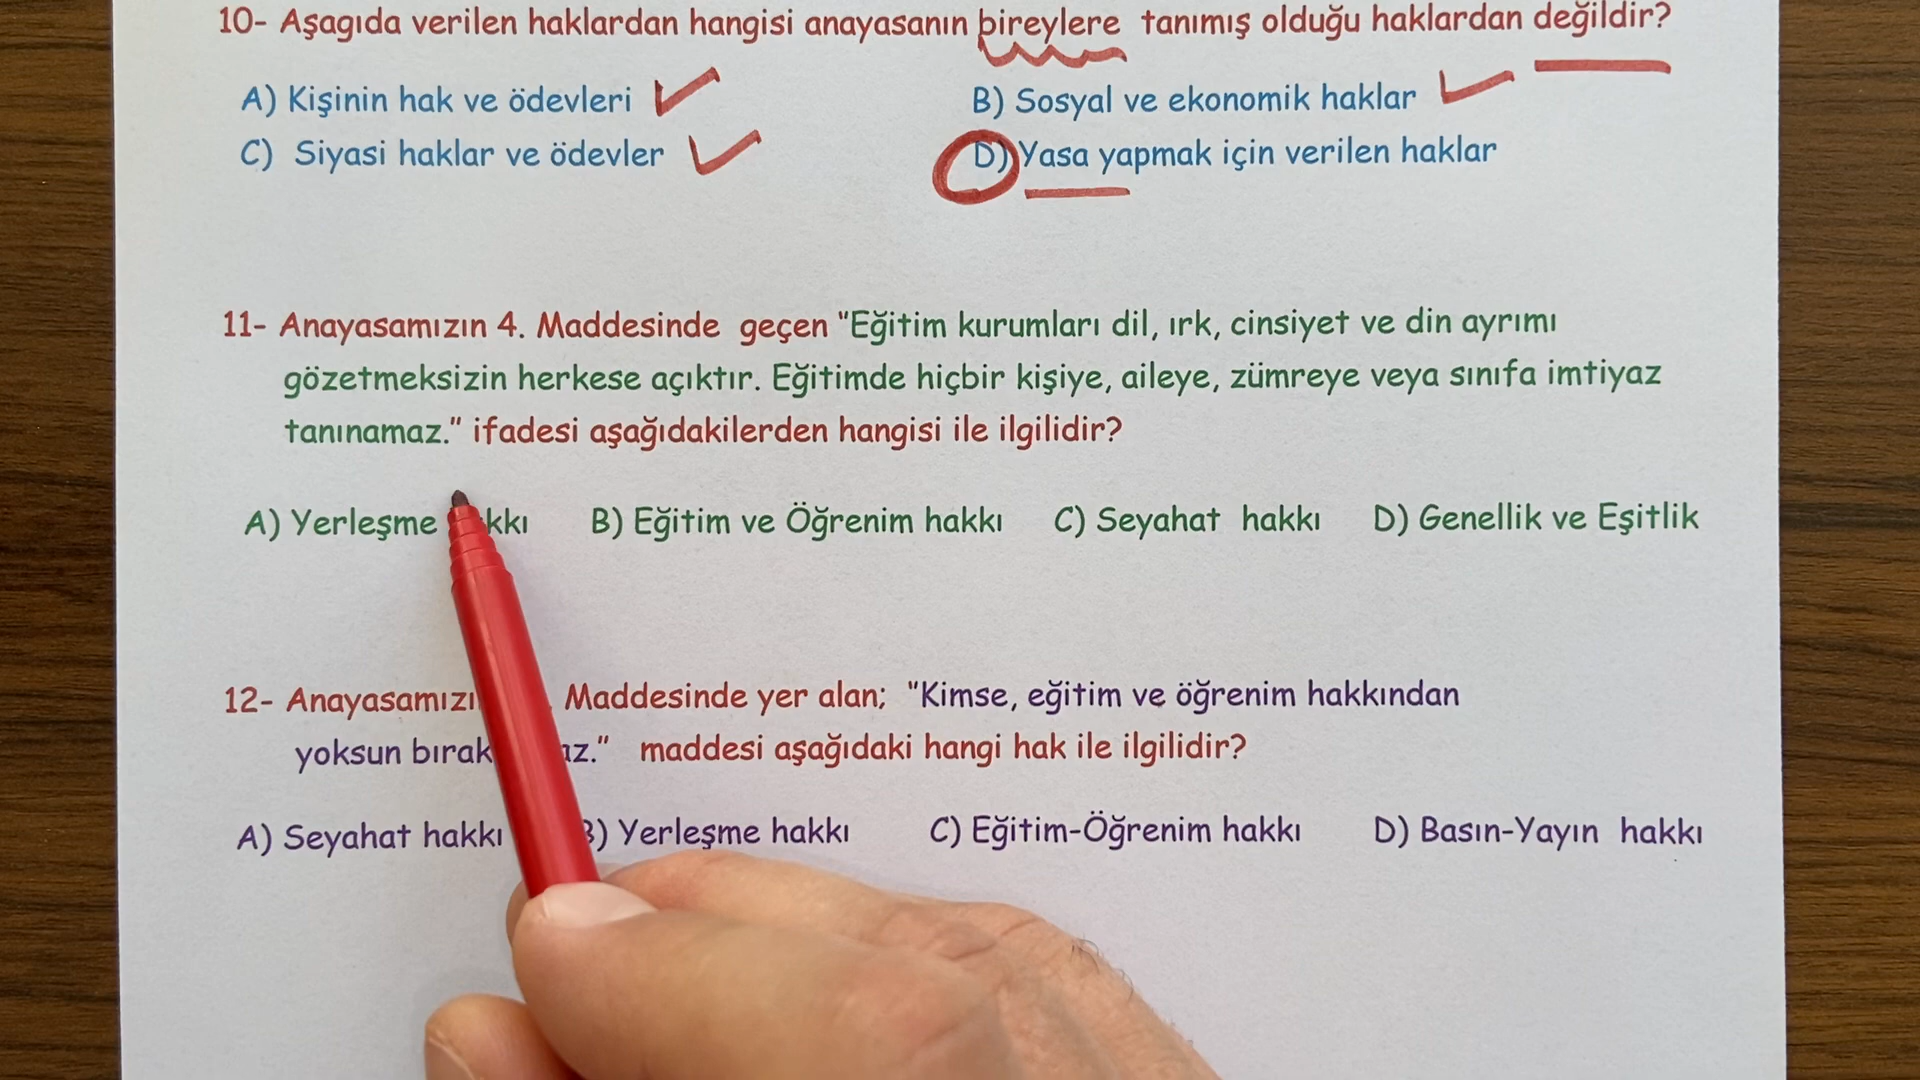 10- Aşagıda verilen haklardan hangisi anayasanın bireylere tanımış olduğu haklardan değildir?
A) Kişinin hak ve ödevleri B) Sosyal ve ekonomik haklar
C) Siyasi haklar ve ödevler D) Yasa yapmak için verilen haklar
11- Anayasamızın 4. Maddesinde geçen "Eğitim kurumları dil, ırk, cinsiyet ve din ayrımı
gözetmeksizin herkese açıktır. Eğitimde hiçbir kişiye, aileye, zümreye veya sınıfa imtiyaz
tanınamaz." ifadesi aşağıdakilerden hangisi ile ilgilidir?
A) Yerleşme B) Eğitim ve Öğrenim hakkı C) Seyahat hakkı D) Genellik ve Eşitlik
12- Maddesinde yer alan; "Kimse, eğitim ve öğrenim hakkından
yoksun maddesi aşağıdaki hangi hak ile ilgilidir?
A) Seyahat hakkı B) Yerleşme hakkı C) Eğitim-Öğrenim hakkı D) Basın-Yayın hakkı